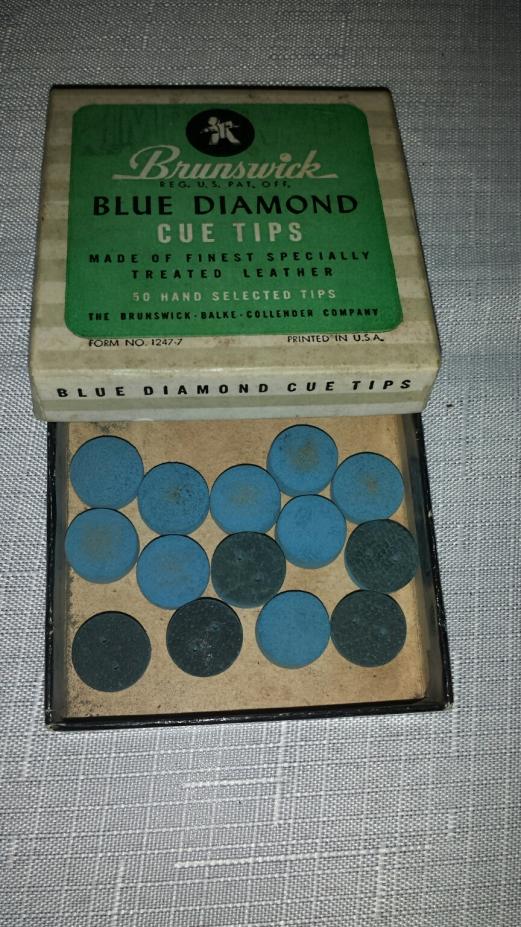 Brunswick
REG. U.S. PAT. OFF.
BLUE DIAMOND
CUE TIPS
MADE OF FINEST SPECIALLY
TREATED LEATHER
50 HAND SELECTED TIPS
THE BRUNSWICK-BALKE-COLLENDER COMPANY
FORM NO. 1247-7 PRINTED IN U.S.A.
BLUE DIAMOND CUE TIPS